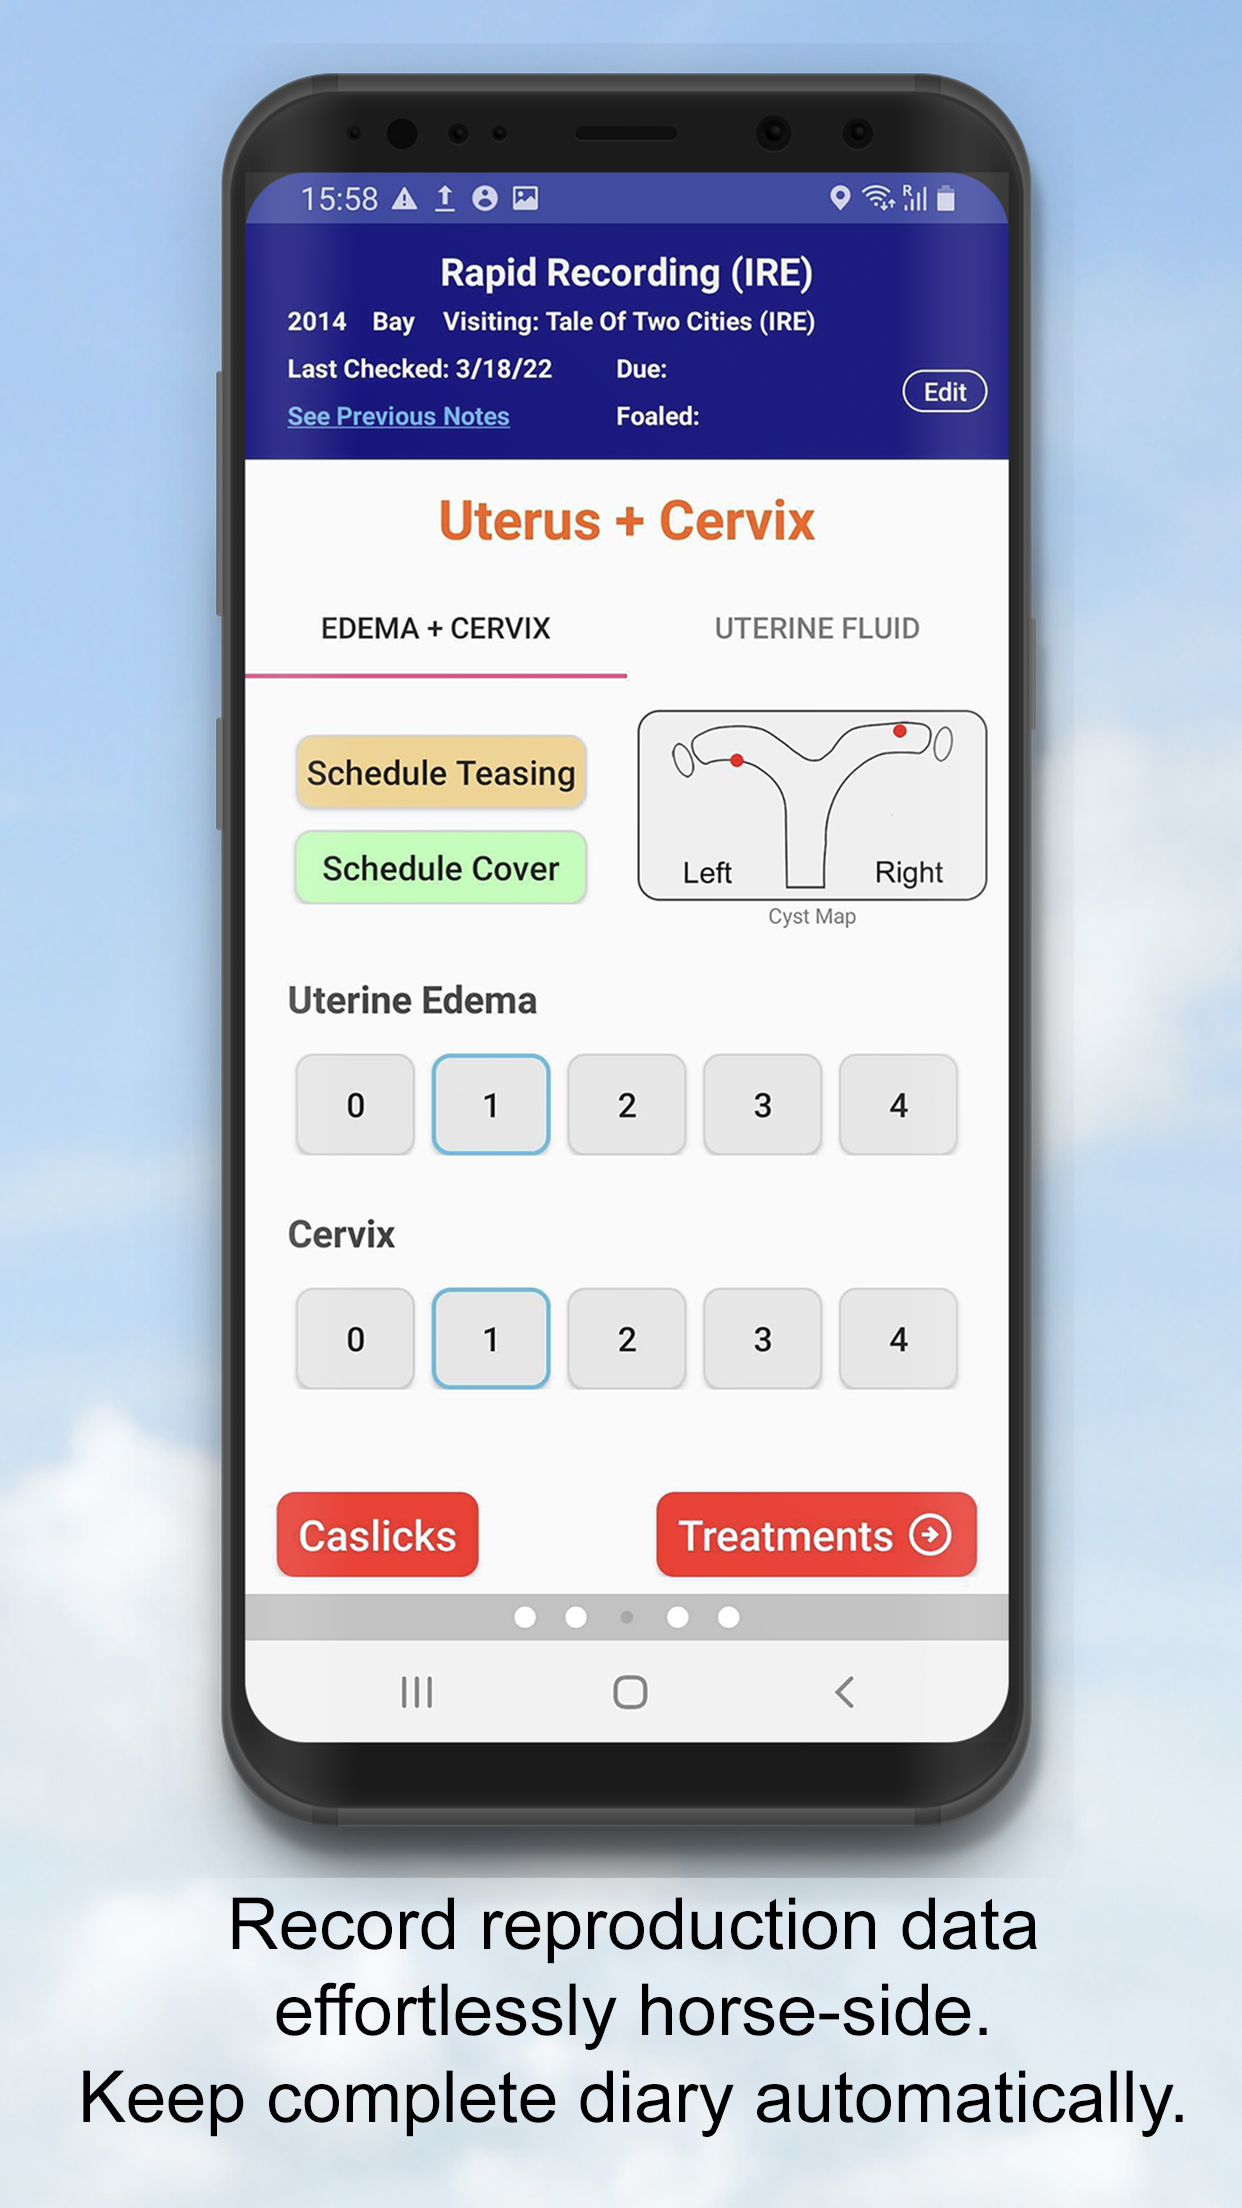 15:58
R
Rapid Recording (IRE)
2014 Bay Visiting: Tale Of Two Cities (IRE)
Last Checked: 3/18/22 Due:
Edit
See Previous Notes Foaled:
Uterus + Cervix
EDEMA + CERVIX UTERINE FLUID
Schedule Teasing
Schedule Cover
Left Right
Cyst Map
Uterine Edema
0 1 2 3 4
Cervix
0 1 2 3 4
Caslicks Treatments
Record reproduction data
effortlessly horse-side.
Keep complete diary automatically.